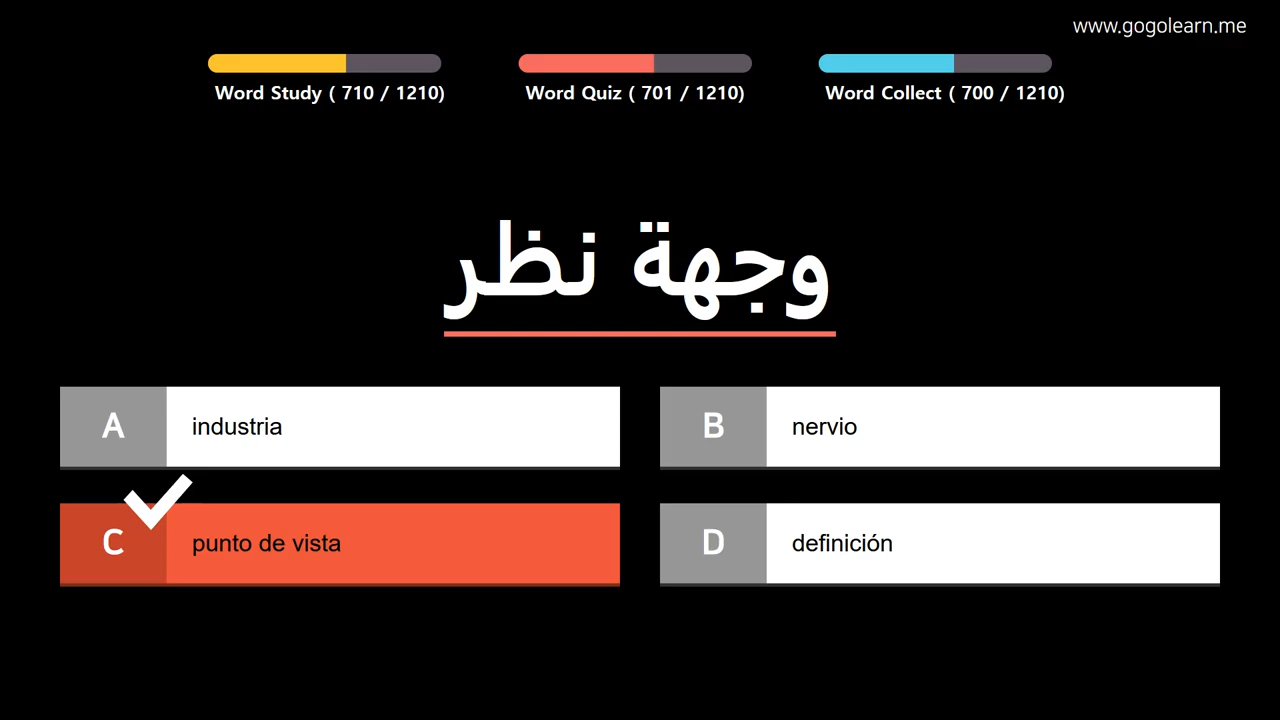 www.gogolearn.me
Word Study ( 710 / 1210)
Word Quiz ( 701 / 1210)
Word Collect ( 700 / 1210)
وجهة نظر
A industria
B nervio
C punto de vista
D definición